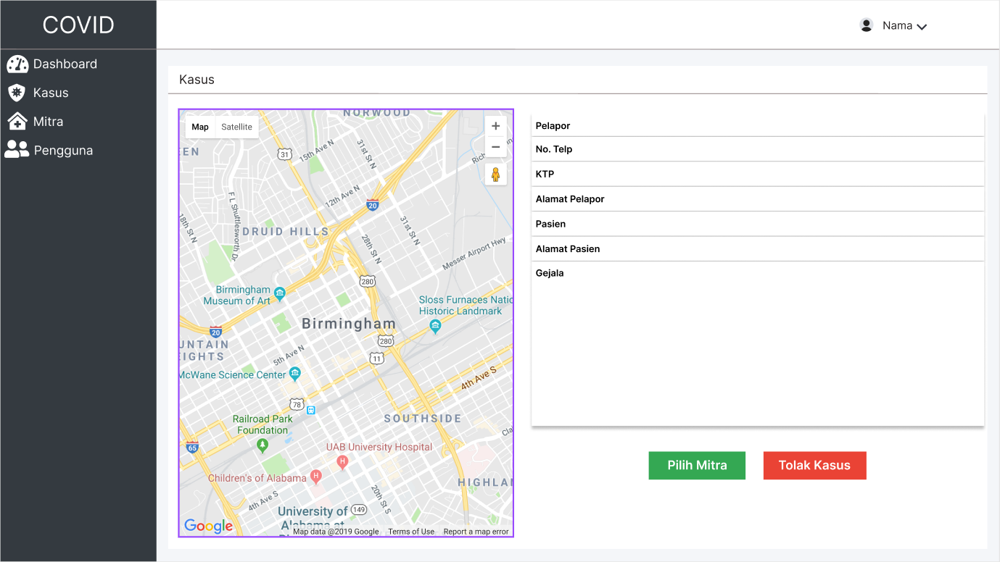 COVID
Nama
Dashboard
Kasus
Mitra
Pengguna
Kasus
Map
Satellite
NORWOOD
EEN
31
15th Ave N
31st St N
12th Ave N
20
F L Shuttlesworth Dr
18th St N
DRUID HILLS
28th St N
31st St N
Messer Airport Hwy
280
Birmingham
Museum of Art
Sloss Furnaces Natio
Historic Landmark
Birmingham
20
280
UNTAIN
EIGHTS
11
5th Ave N
McWane Science Center
4th Ave S
78
Railroad Park
Foundation
SOUTHSIDE
65
UAB University Hospital
H
Children's of Alabama
H
HIGHLAN
4th Ave S
20th St S
University of
149
Alabama at
Google
Map data @2019 Google
Terms of Use
Report a map error
Pelapor
No. Telp
KTP
Alamat Pelapor
Pasien
Alamat Pasien
Gejala
Pilih Mitra
Tolak Kasus